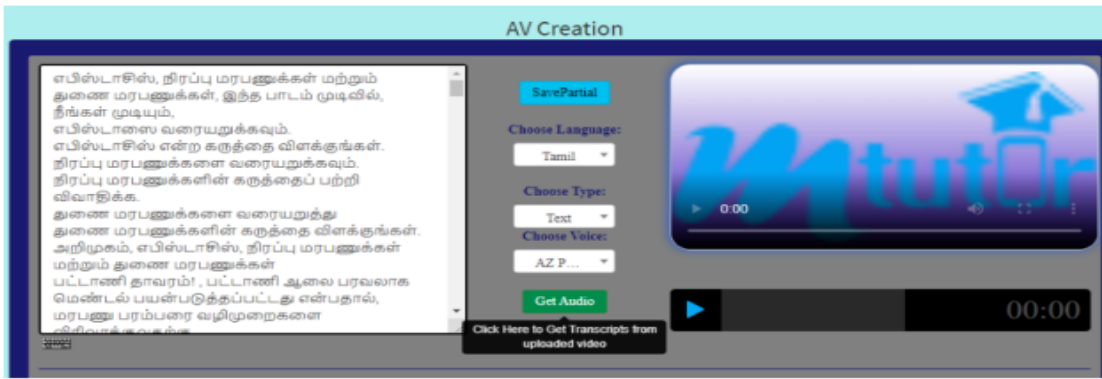 AV Creation
எபிஸ்டாசிஸ், நிரப்பு மரபணுக்கள் மற்றும்
துணை மரபணுக்கள், இந்த பாடம் முடிவில்,
நீங்கள் முடியும்,
எபிஸ்டாஸை வரையறுக்கவும்.
எபிஸ்டாசிஸ் என்ற கருத்தை விளக்குங்கள்.
நிரப்பு மரபணுக்களை வரையறுக்கவும்.
நிரப்பு மரபணுக்களின் கருத்தைப் பற்றி
விவாதிக்க.
துணை மரபணுக்களை வரையறுத்து
துணை மரபணுக்களின் கருத்தை விளக்குங்கள்.
அறிமுகம், எபிஸ்டாசிஸ், நிரப்பு மரபணுக்கள்
மற்றும் துணை மரபணுக்கள்
பட்டாணி தாவரம்! , பட்டாணி ஆலை பரவலாக
மெண்டல் பயன்படுத்தப்பட்டது என்பதால்,
மரபணு பரம்பரை வழிமுறைகளை
SavePartial
Choose Language:
Tamil
Choose Type:
Text
Choose Voice:
AZ P...
Get Audio
Click Here to Get Transcripts from
uploaded video
Mtutor
0:00
00:00